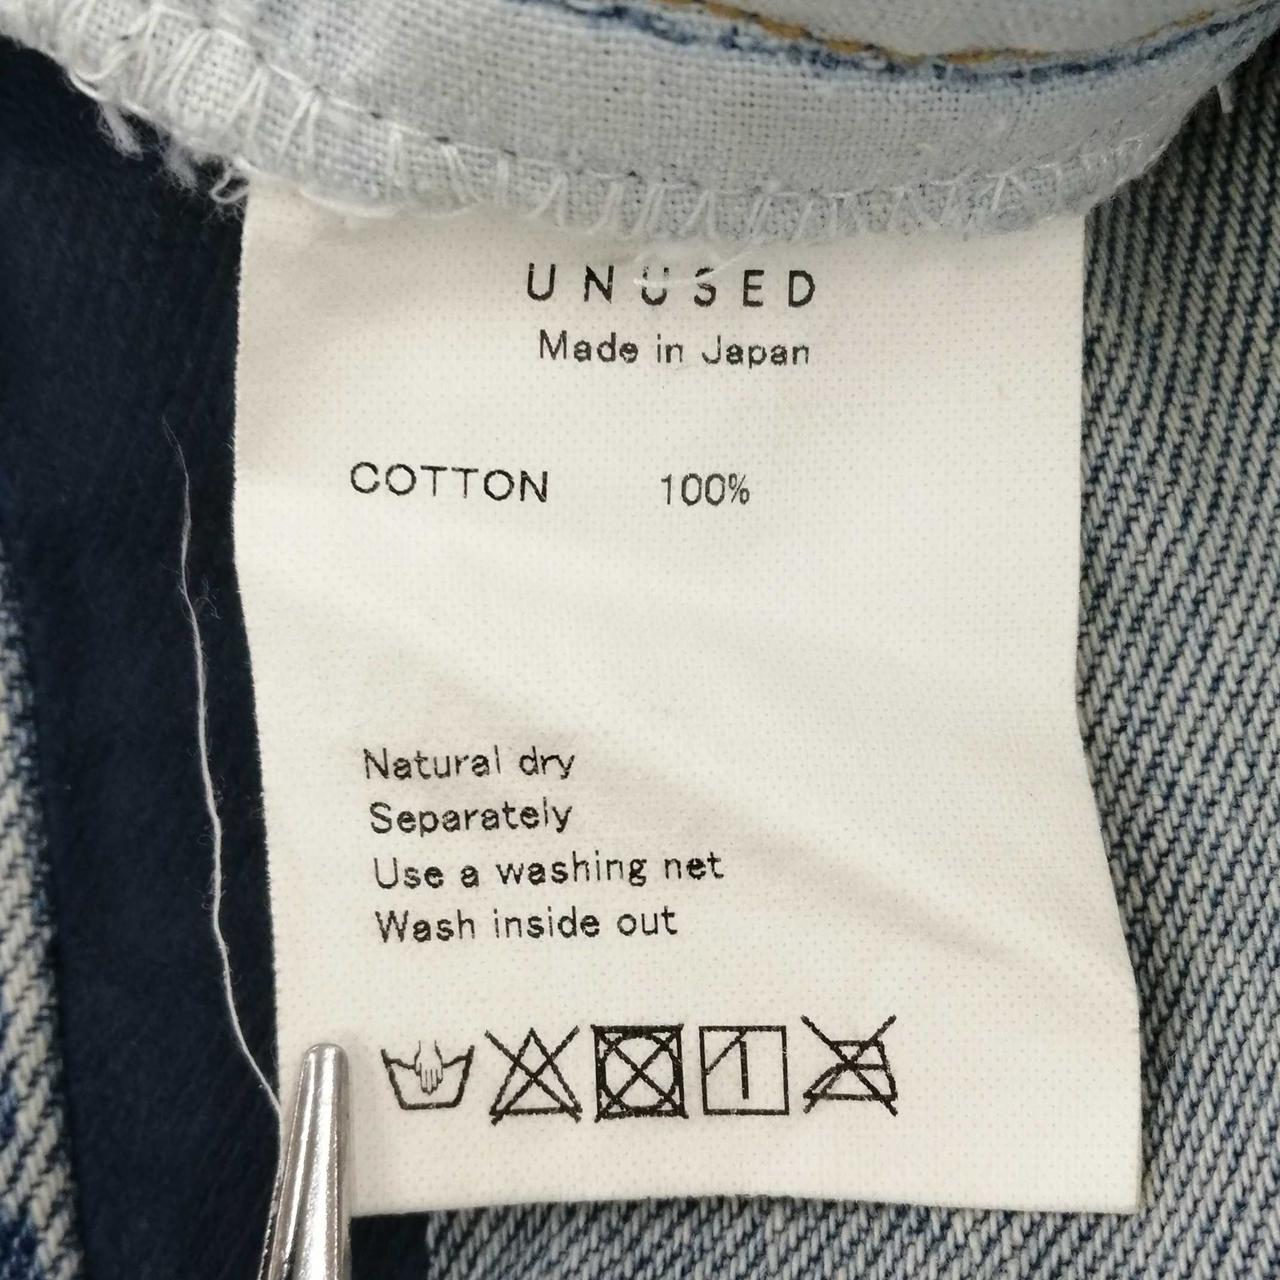 UNUSED
Made in Japan
COTTON 100%
Natural dry
Separately
Use a washing net
Wash inside out